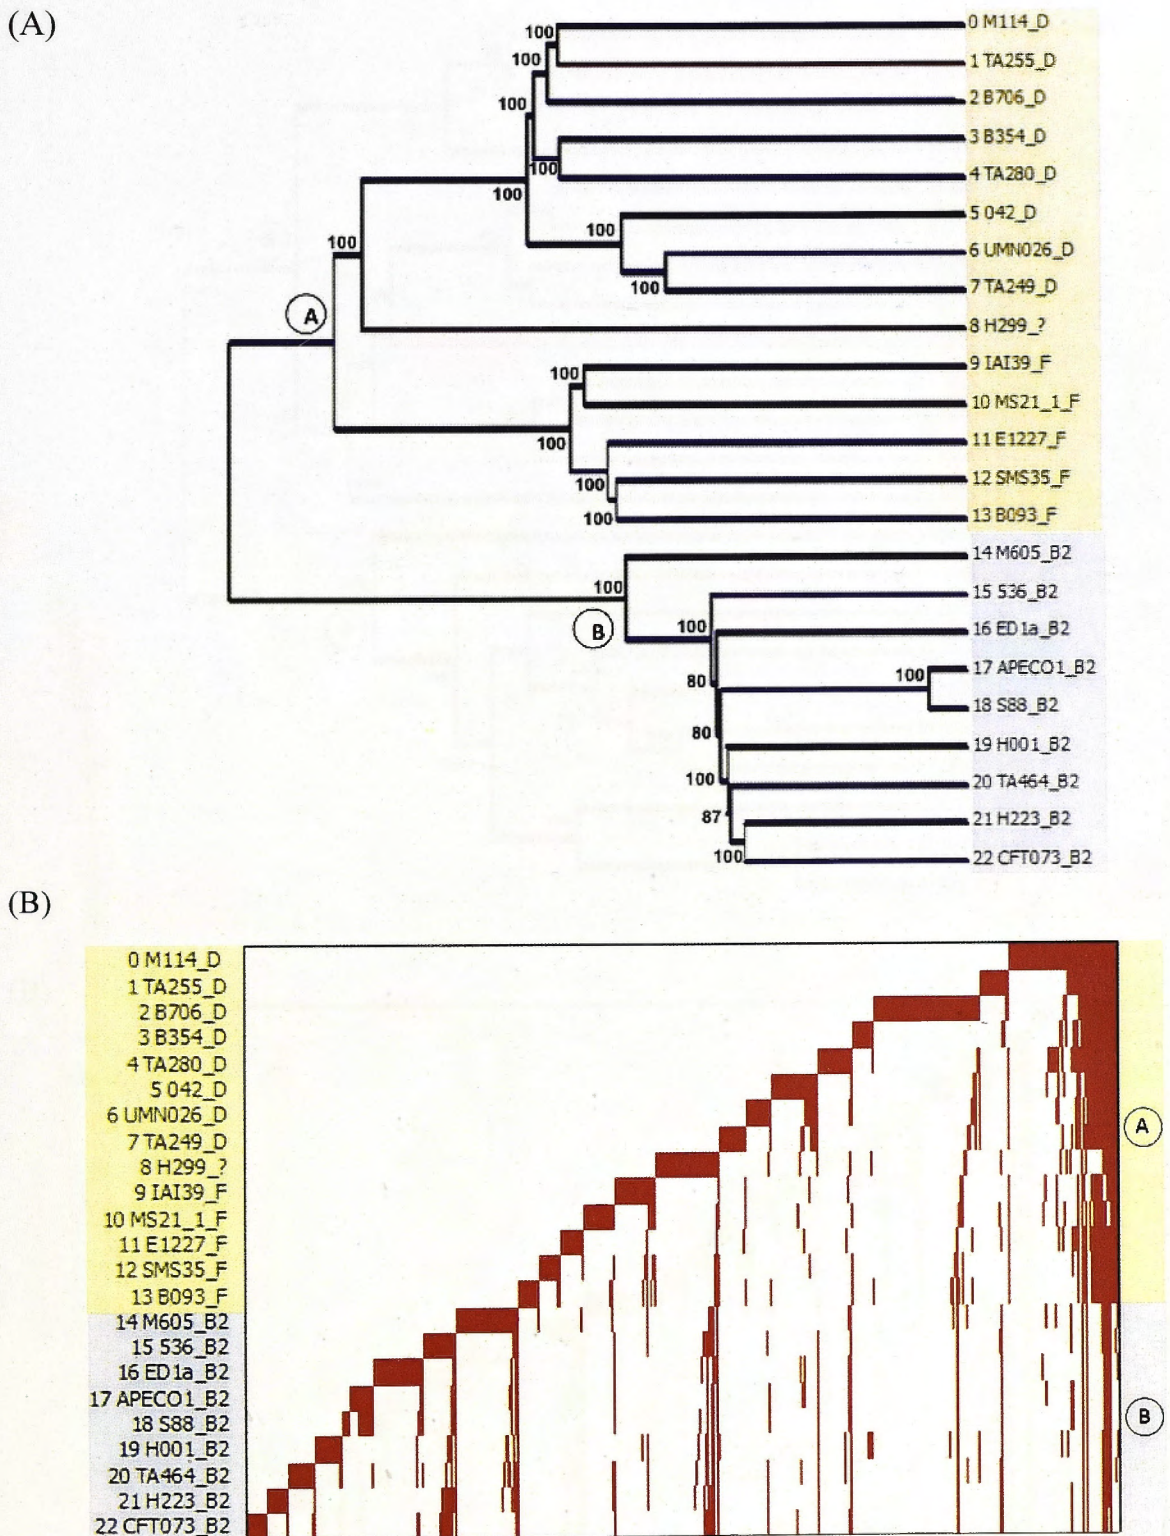 (A)
100
0 M114_D
100
1 TA255_D
100
2 B706_D
3 B354_D
100
4 TA280_D
100
5 042_D
100
6 UMN026_D
100
7 TA249_D
100
8 H299_?
A
9 IAI39_F
100
10 MS21_1_F
100
11 E1227_F
12 SMS35_F
100
13 B093_F
100
14 M605_B2
100
15 536_B2
B
100
16 ED1a_B2
17 APECO1_B2
100
80
18 S88_B2
80
19 H001_B2
100
20 TA464_B2
87
21 H223_B2
100
22 CFT073_B2
(B)
0 M114_D
1 TA255_D
2 B706_D
3 B354_D
4 TA280_D
5 042_D
6 UMN026_D
7 TA249_D
A
8 H299_?
9 IAI39_F
10 MS21_1_F
11 E1227_F
12 SMS35_F
13 B093_F
14 M605_B2
15 536_B2
16 ED1a_B2
17 APECO1_B2
18 S88_B2
B
19 H001_B2
20 TA464_B2
21 H223_B2
22 CFT073_B2